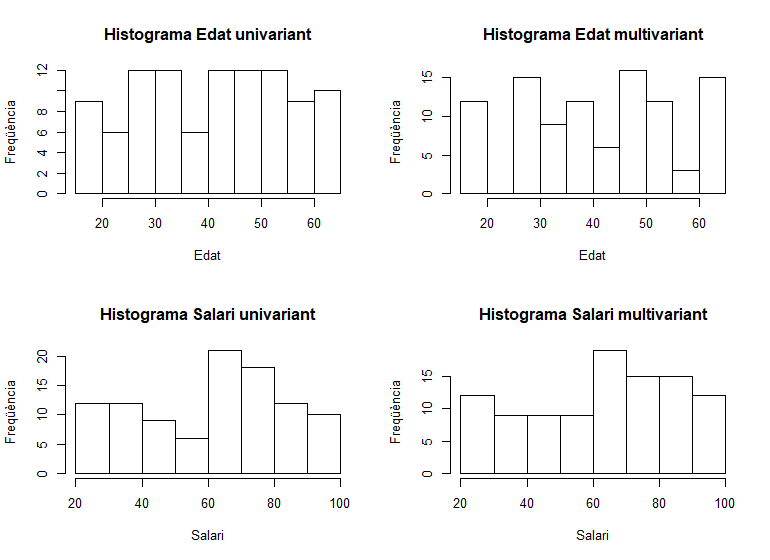 Histograma Edat univariant
Freqüència
0 2 4 6 8 12
20 30 40 50 60
Edat
Histograma Edat multivariant
Freqüència
0 5 10 15
20 30 40 50 60
Edat
Histograma Salari univariant
Freqüència
0 5 10 15 20
20 40 60 80 100
Salari
Histograma Salari multivariant
Freqüència
0 5 10 15
20 40 60 80 100
Salari